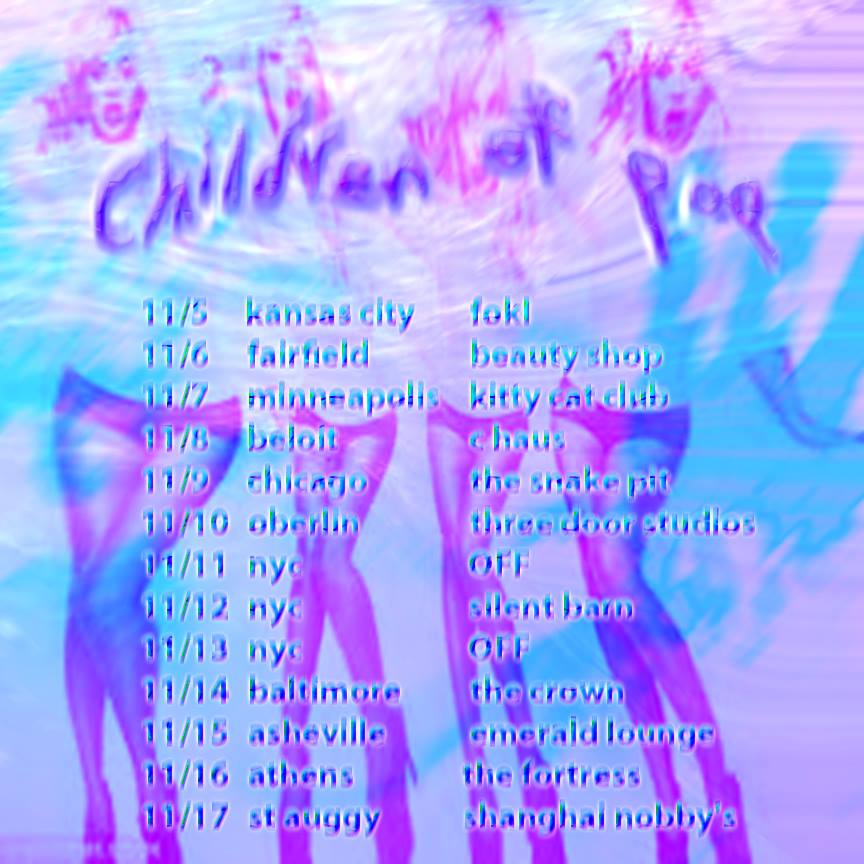 Children of Pop
11/5 kansas city fokl
11/6 fairfield beauty shop
11/7 minneapolis kitty cat club
11/8 beloit c haus
11/9 chicago the snake pit
11/10 oberlin three door studios
11/11 nyc OFF
11/12 nyc silent barn
11/13 nyc OFF
11/14 baltimore the crown
11/15 asheville emerald lounge
11/16 athens the fortress
11/17 st auggy shanghai nobby's